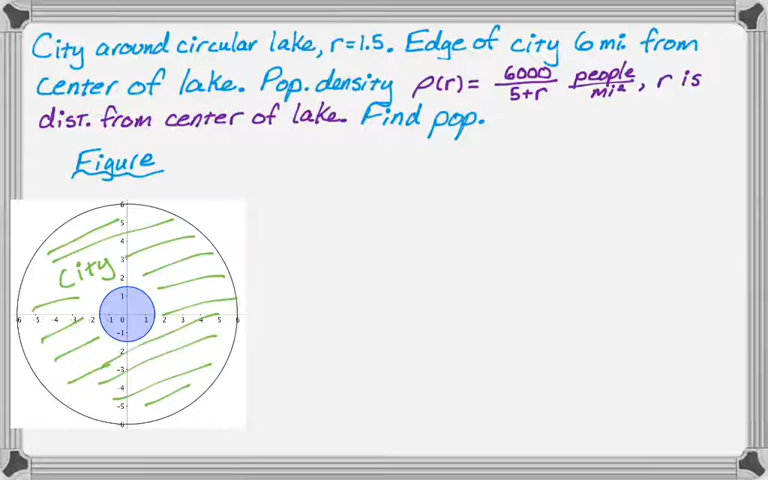 City around circular lake, r=1.5. Edge of city 6 mi. from
center of lake. Pop. density ρ(r)= 6000/5+r people/mi², r is
dist. from center of lake. Find pop.
Figure
6
5
4
3
City
2
1
-6 -5 -4 -3 -2 -1 0 1 2 3 4 5 6
-1
-2
-3
-4
-5
-6